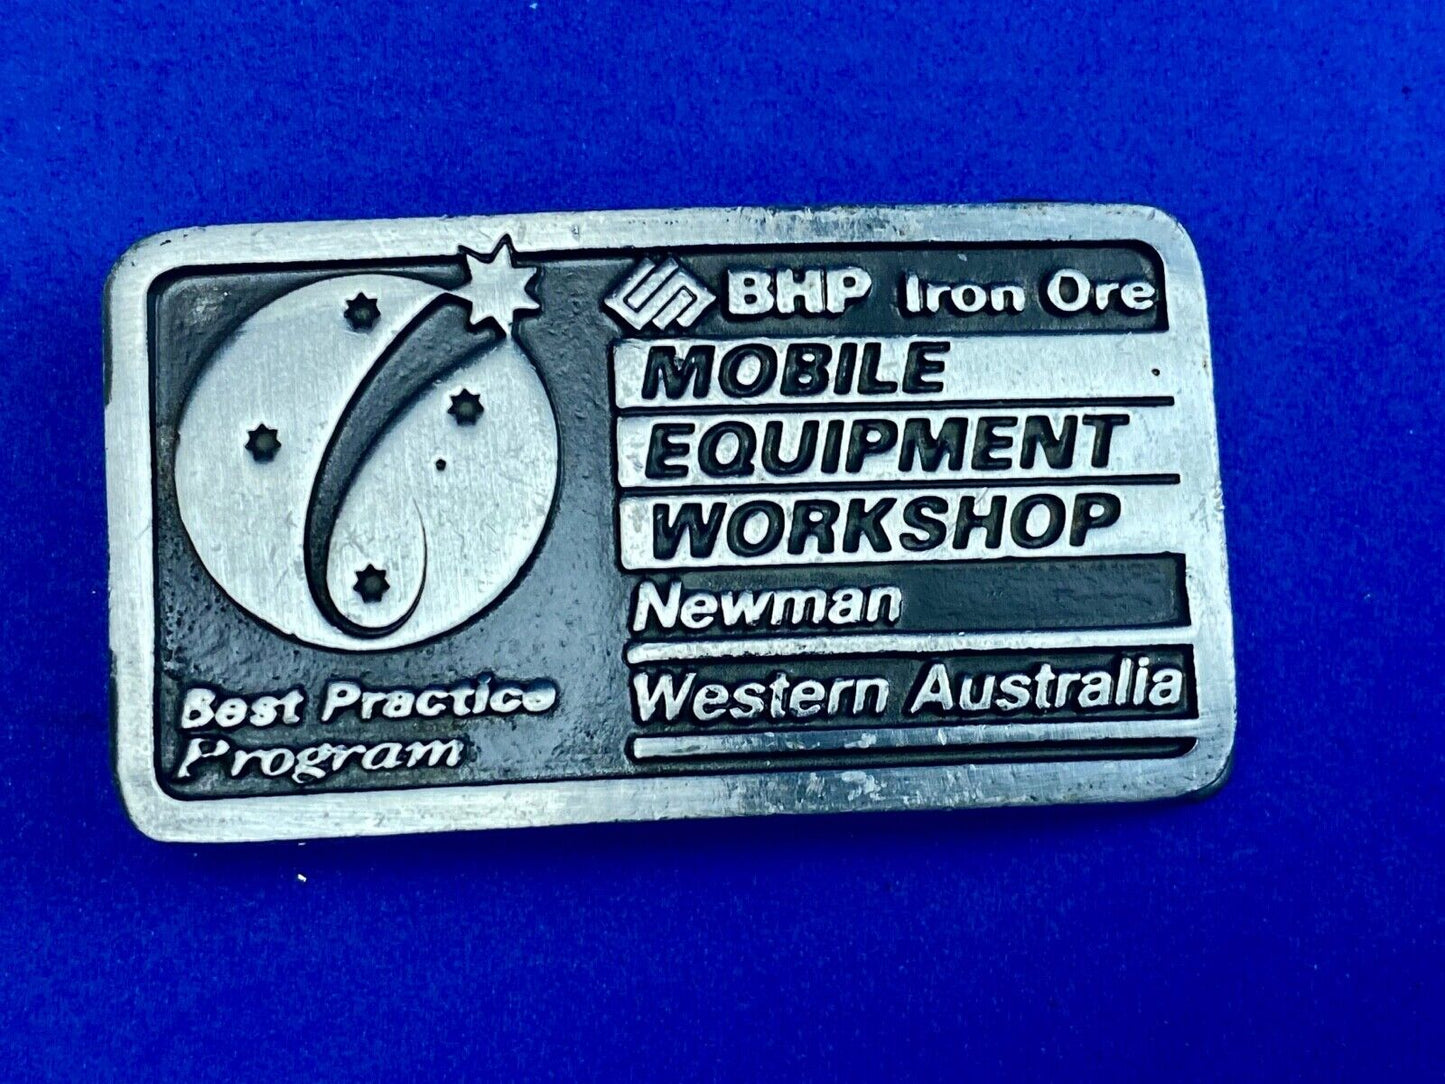 BHP Iron Ore
MOBILE
EQUIPMENT
WORKSHOP
Newman
Western Australia
Best Practice
Program